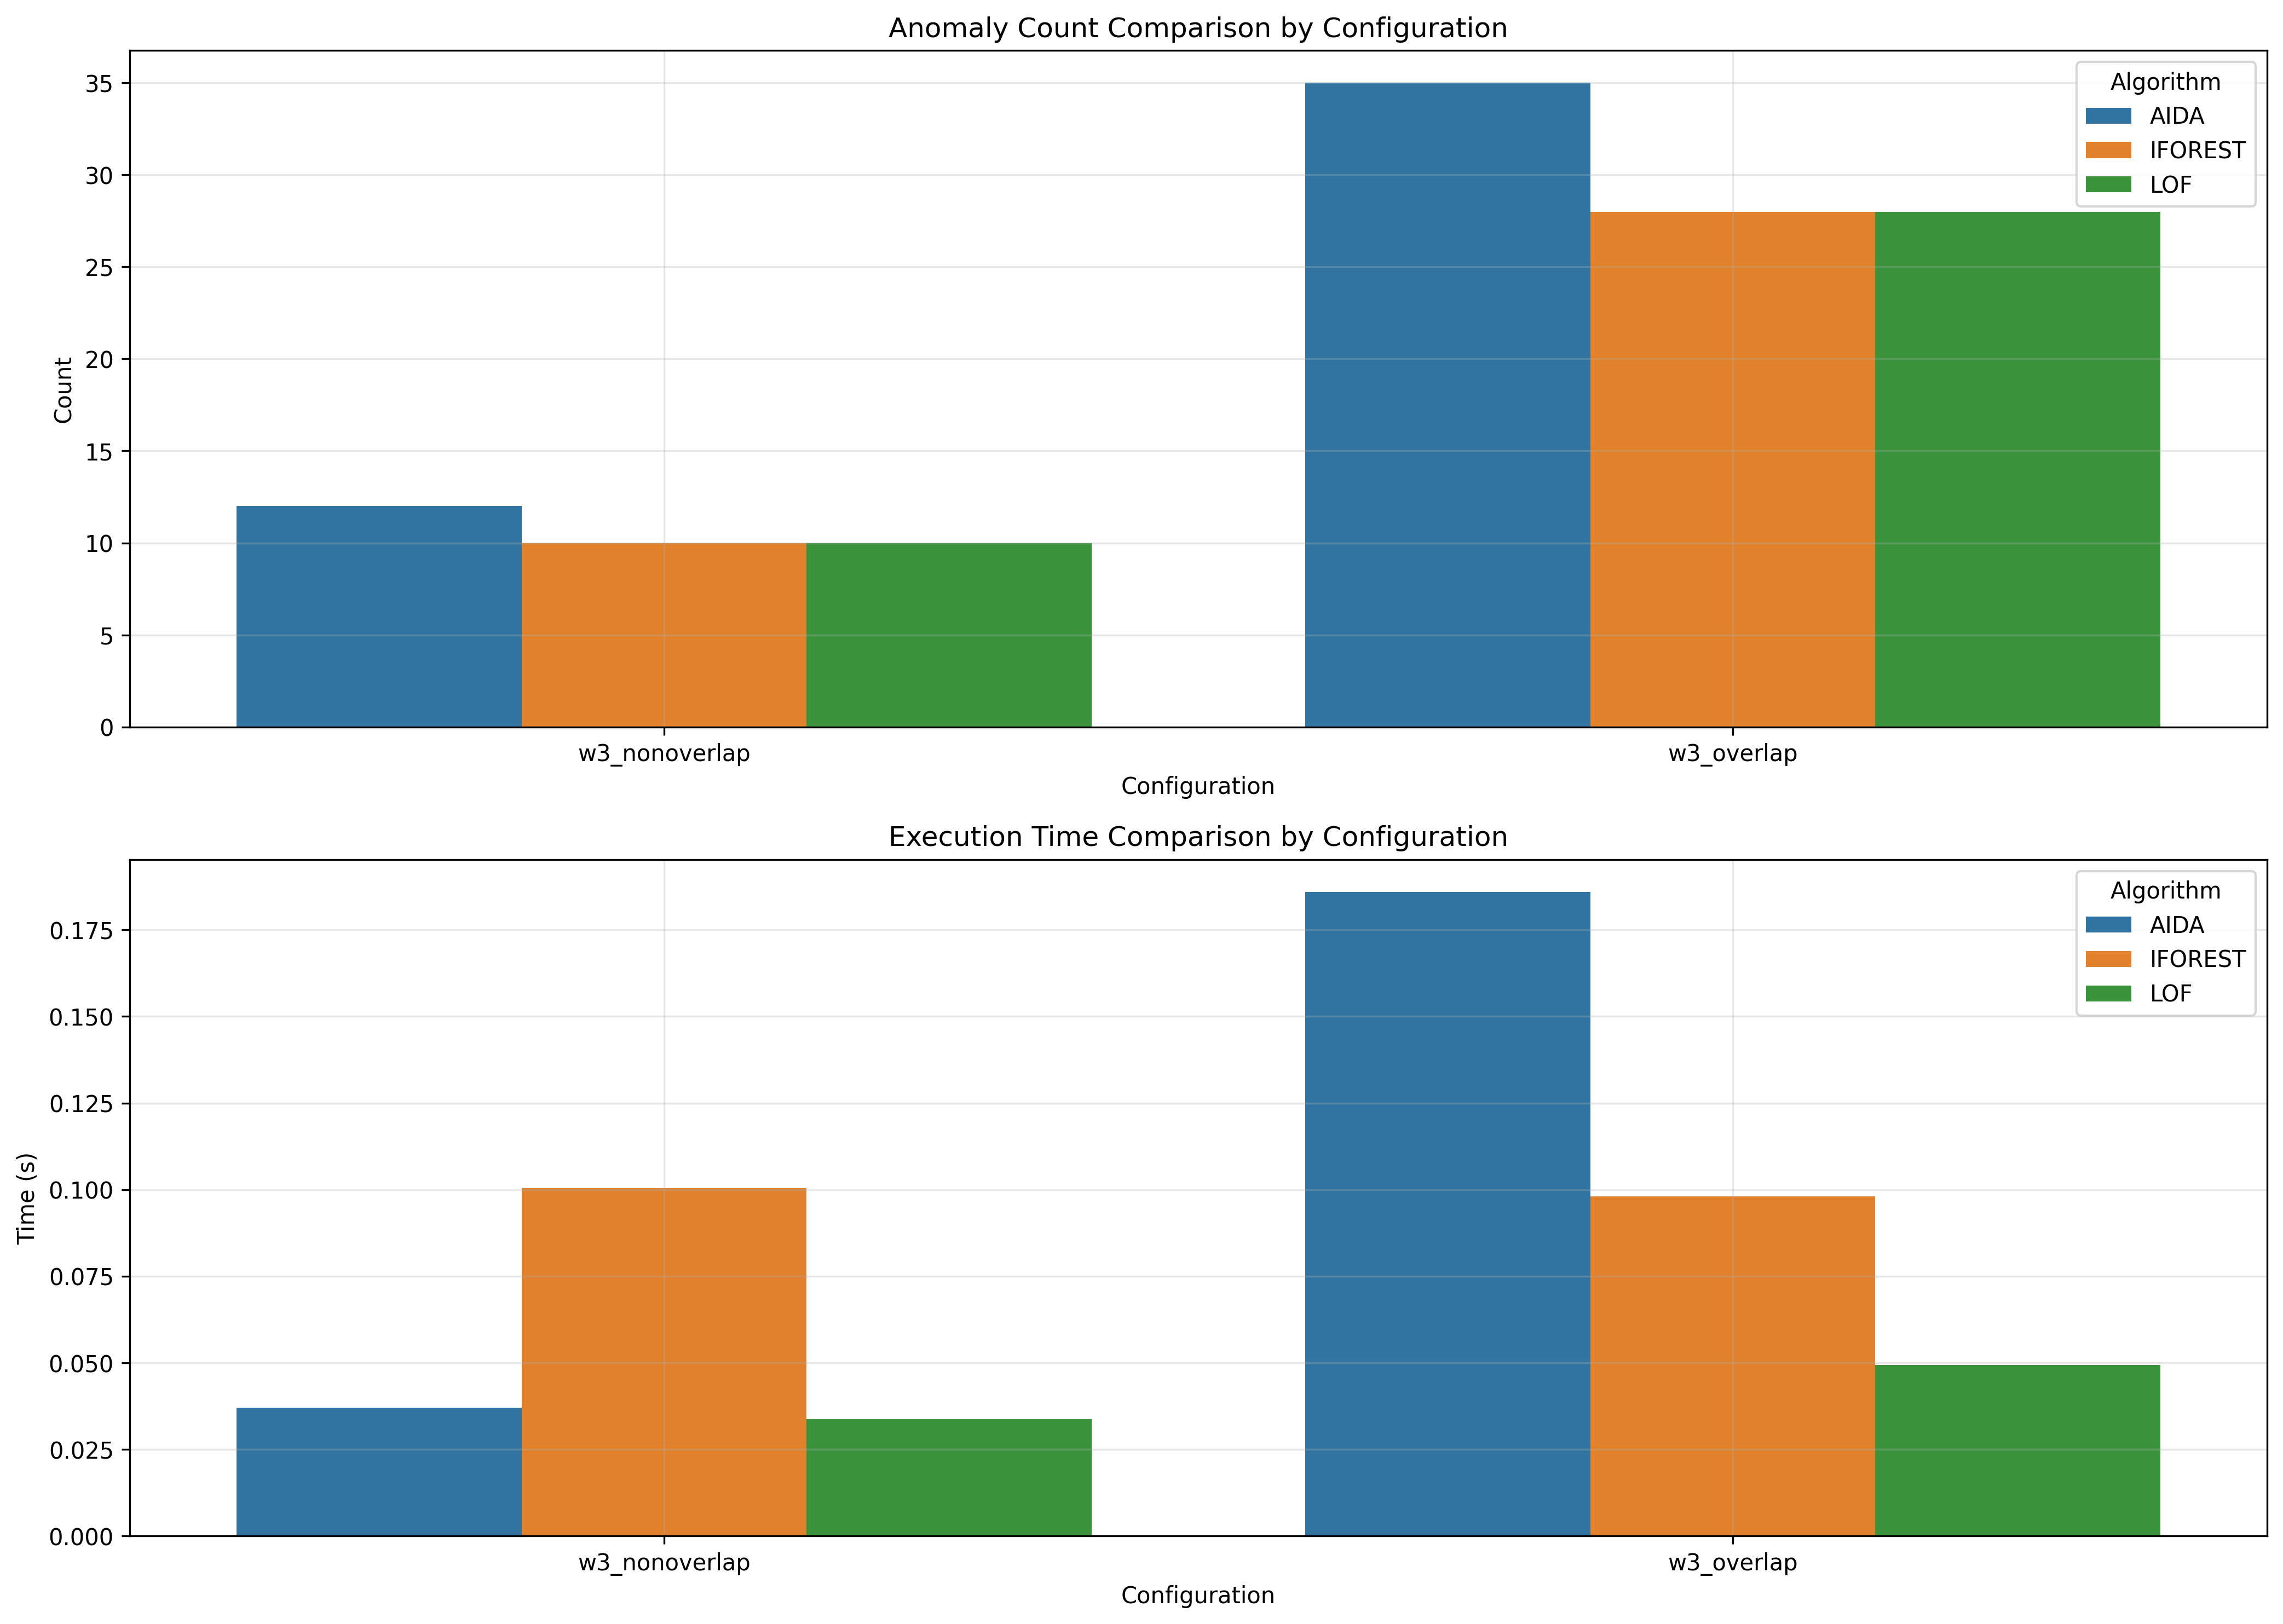 Anomaly Count Comparison by Configuration
Count
35
30
25
20
15
10
5
0
Algorithm
AIDA
IFOREST
LOF
w3_nonoverlap
w3_overlap
Configuration
Execution Time Comparison by Configuration
Time (s)
0.175
0.150
0.125
0.100
0.075
0.050
0.025
0.000
Algorithm
AIDA
IFOREST
LOF
w3_nonoverlap
w3_overlap
Configuration